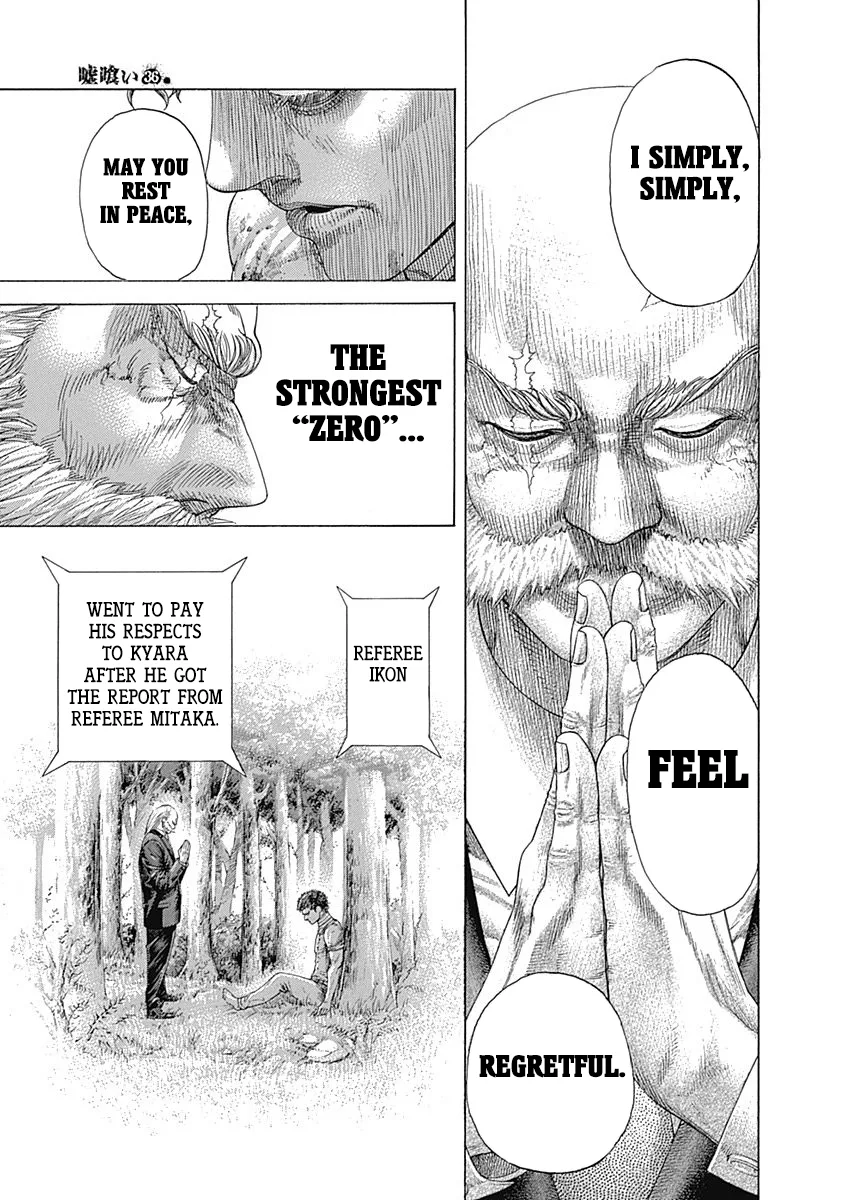 嘘喰い 36
I SIMPLY,
SIMPLY,
FEEL
REGRETFUL.
MAY YOU
REST
IN PEACE,
THE
STRONGEST
“ZERO”...
REFEREE
IKON
WENT TO PAY
HIS RESPECTS
TO KYARA
AFTER HE GOT
THE REPORT FROM
REFEREE MITAKA.